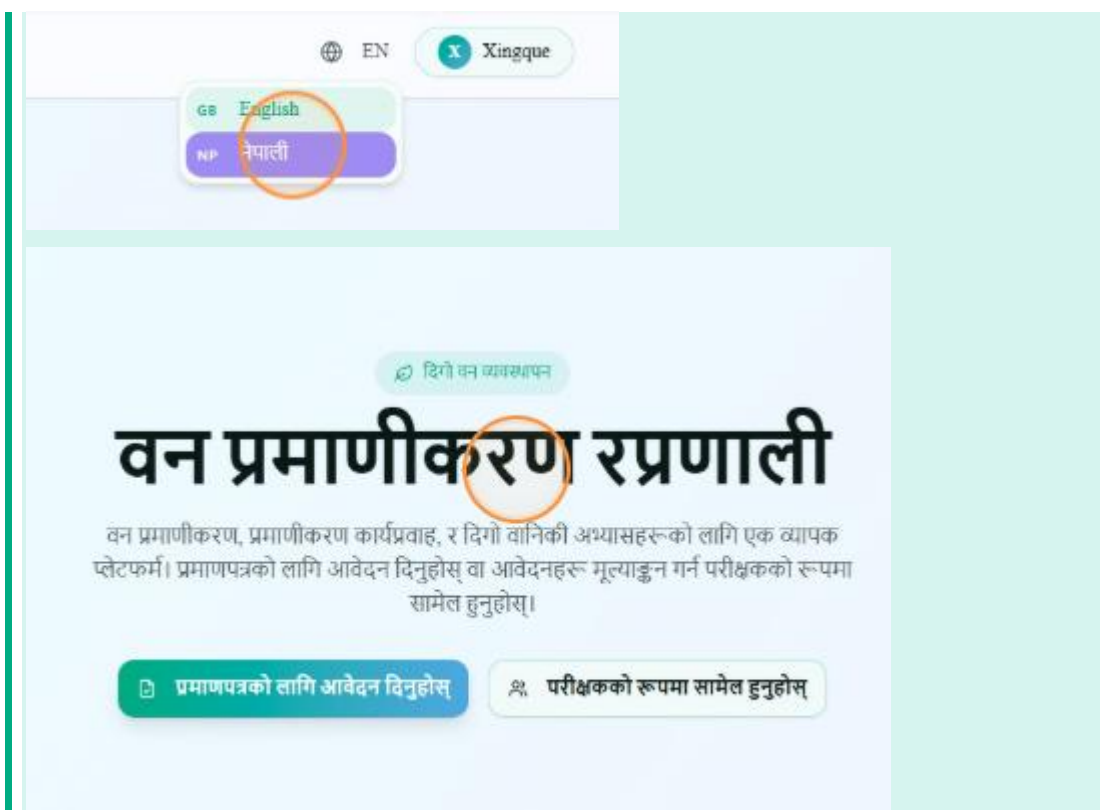 EN
X Xingque
GB English
NP नेपाली
दिगो वन व्यवस्थापन
वन प्रमाणीकरण रप्रणाली
वन प्रमाणीकरण, प्रमाणीकरण कार्यप्रवाह, र दिगो वानिकी अभ्यासहरूको लागि एक व्यापक
प्लेटफर्म। प्रमाणपत्रको लागि आवेदन दिनुहोस् वा आवेदनहरू मूल्याङ्कन गर्न परीक्षकको रूपमा
सामेल हुनुहोस्।
प्रमाणपत्रको लागि आवेदन दिनुहोस्
परीक्षकको रूपमा सामेल हुनुहोस्